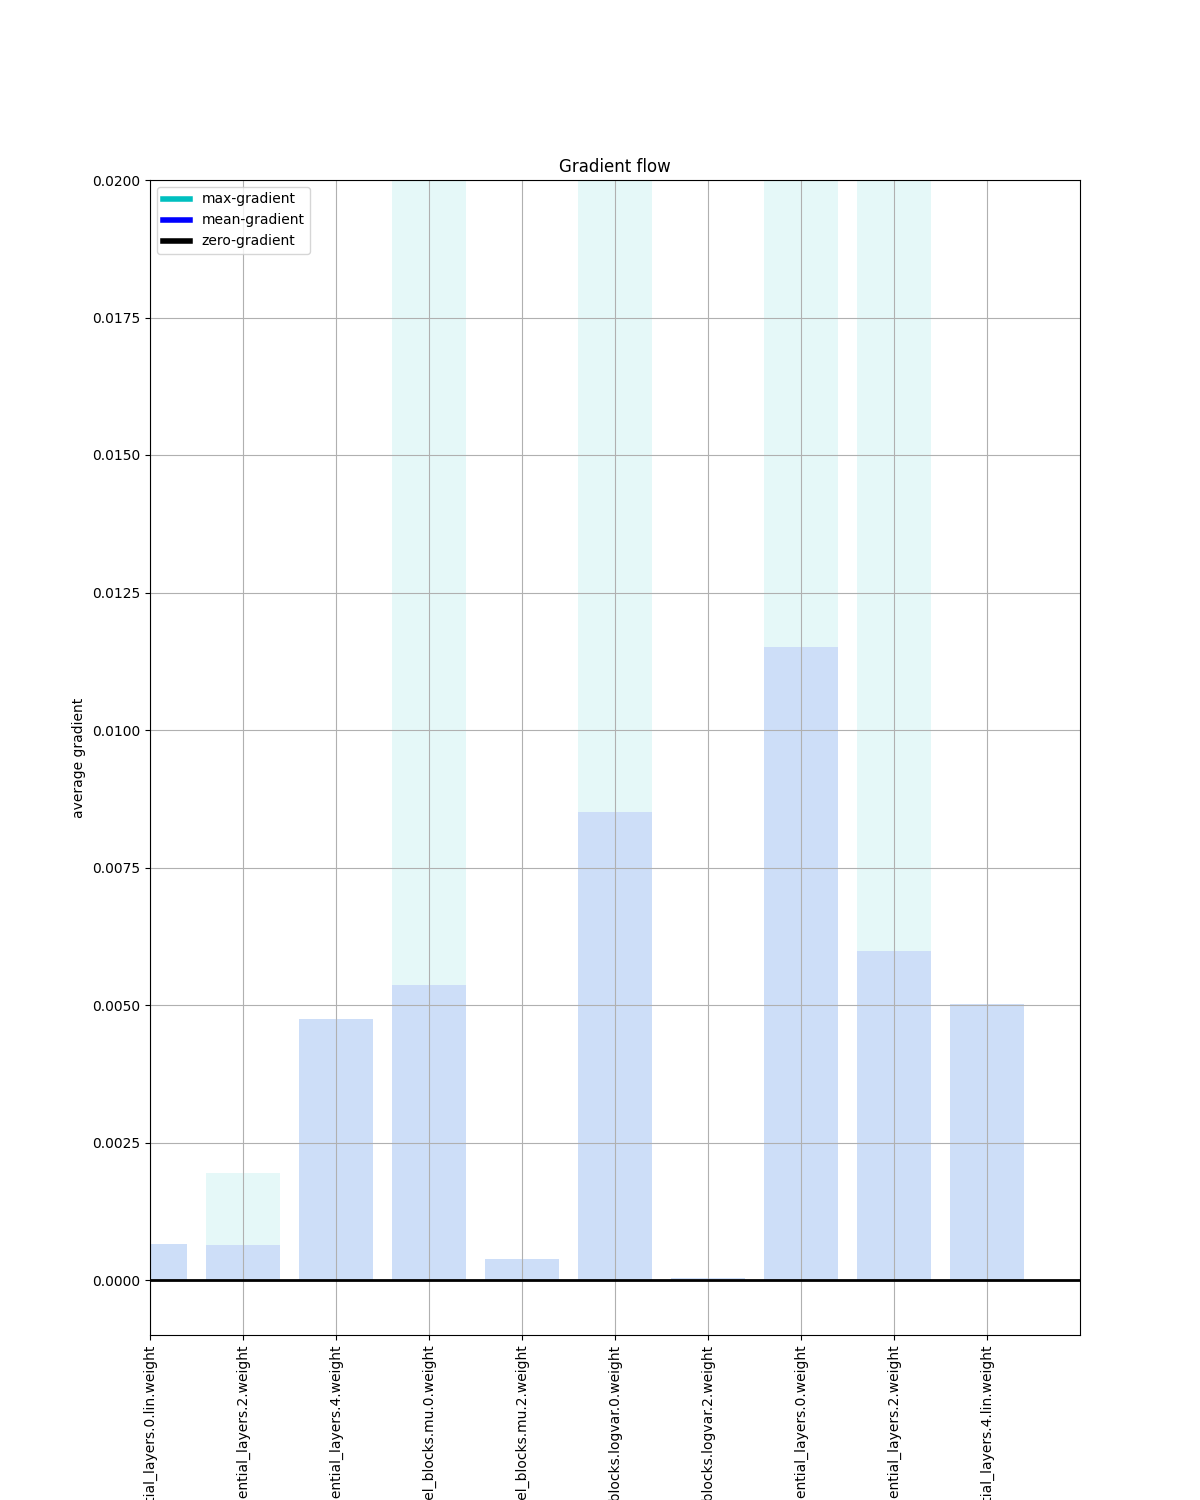 Gradient flow
max-gradient
mean-gradient
zero-gradient
0.0200
0.0175
0.0150
0.0125
0.0100
0.0075
0.0050
0.0025
0.0000
average gradient
tial_layers.0.lin.weight
ential_layers.2.weight
ential_layers.4.weight
el_blocks.mu.0.weight
el_blocks.mu.2.weight
blocks.logvar.0.weight
blocks.logvar.2.weight
ential_layers.0.weight
ential_layers.2.weight
tial_layers.4.lin.weight